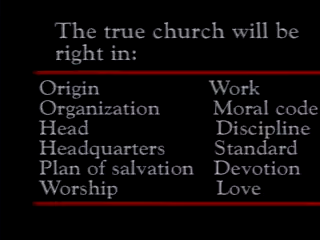 The true church will be
right in:
Origin Work
Organization Moral code
Head Discipline
Headquarters Standard
Plan of salvation Devotion
Worship Love